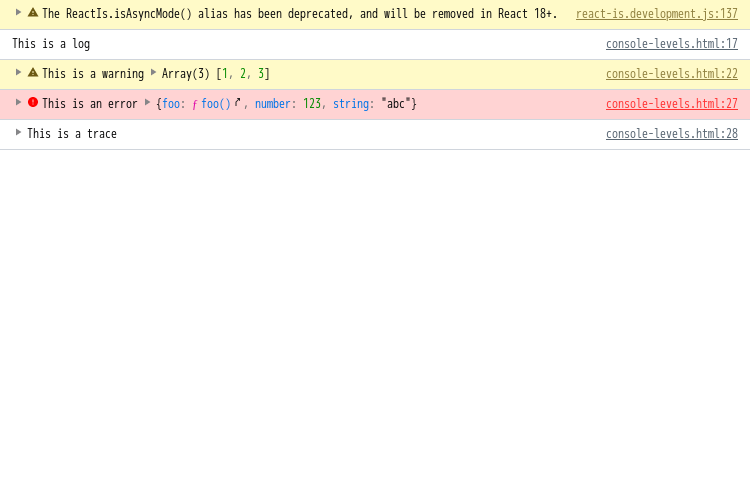 The ReactIs.isAsyncMode() alias has been deprecated, and will be removed in React 18+. react-is.development.js:137
This is a log console-levels.html:17
This is a warning Array(3) [1, 2, 3] console-levels.html:22
This is an error {foo: ƒ foo(), number: 123, string: "abc"} console-levels.html:27
This is a trace console-levels.html:28